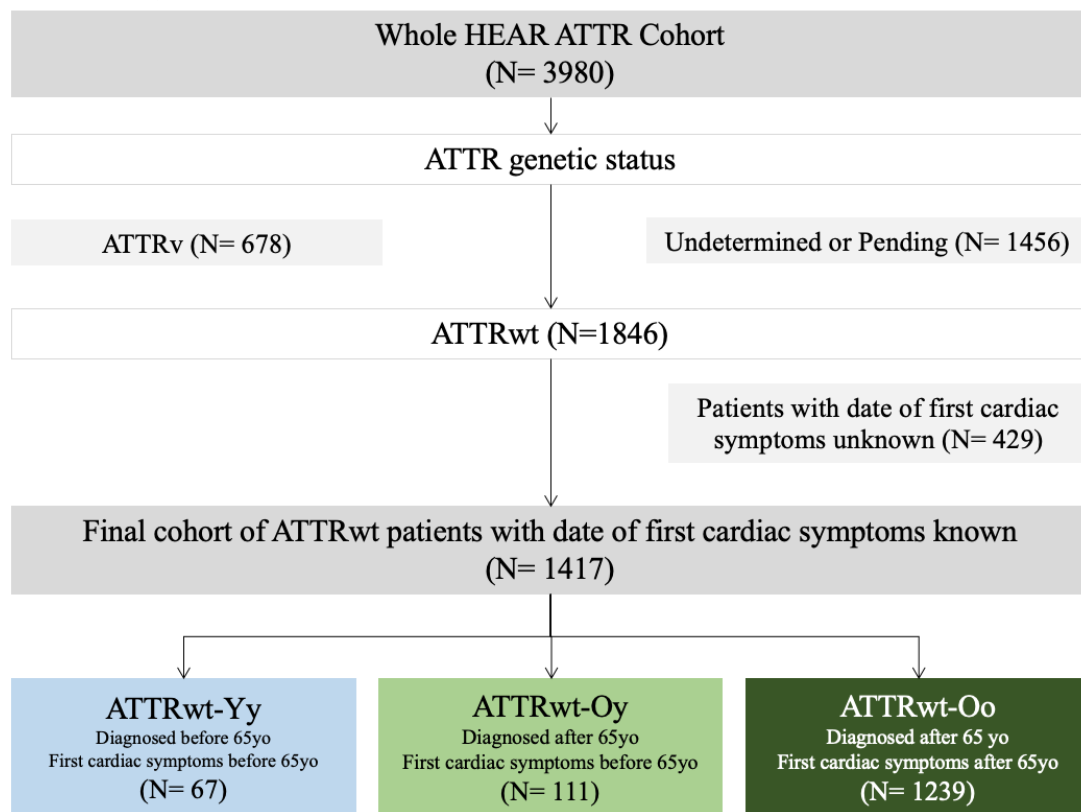 Whole HEAR ATTR Cohort
(N= 3980)
ATTR genetic status
ATTRv (N= 678)
Undetermined or Pending (N= 1456)
ATTRwt (N=1846)
Patients with date of first cardiac
symptoms unknown (N= 429)
Final cohort of ATTRwt patients with date of first cardiac symptoms known
(N= 1417)
ATTRwt-Yy
Diagnosed before 65yo
First cardiac symptoms before 65yo
(N= 67)
ATTRwt-Oy
Diagnosed after 65yo
First cardiac symptoms before 65yo
(N= 111)
ATTRwt-Oo
Diagnosed after 65 yo
First cardiac symptoms after 65yo
(N= 1239)